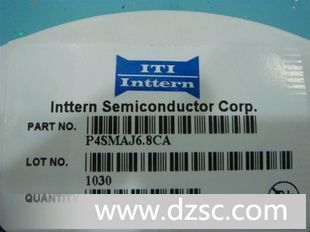 ITI
Inttern
Inttern Semiconductor Corp.
PART NO.
P4SMAJ6.8CA
LOT NO.
1030
QUANTITY
www.dzsc.com